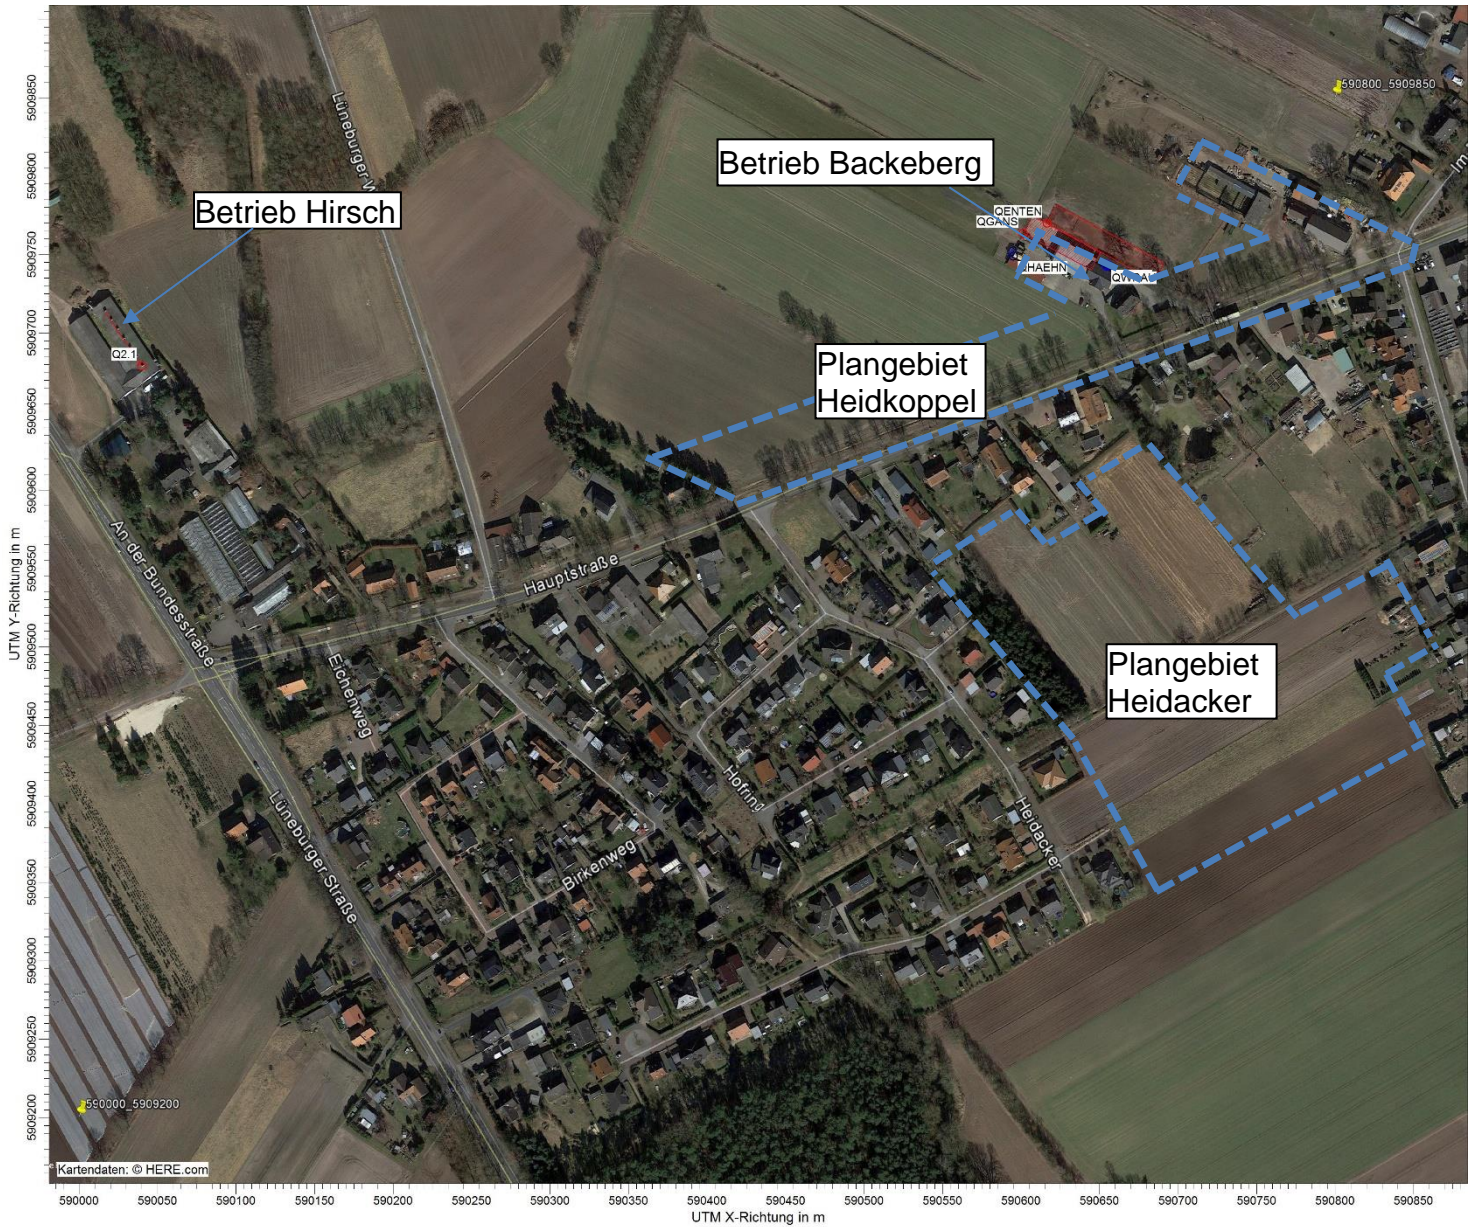 590800_5909850
Lüneburger W
Betrieb Backeberg
Im
Betrieb Hirsch
QENTEN
QGANS
QHAEHN
Q2.1
Plangebiet
Heidkoppel
Hauptstraße
An der Bundesstraße
Eichenweg
Plangebiet
Heidacker
Hofring
Heidacker
Lüneburger Straße
Birkenweg
590000_5909200
Kartendaten: © HERE.com
UTM Y-Richtung in m
5909850
5909800
5909750
5909700
5909650
5909600
5909550
5909500
5909450
5909400
5909350
5909300
5909250
5909200
590000 590050 590100 590150 590200 590250 590300 590350 590400 590450 590500 590550 590600 590650 590700 590750 590800 590850
UTM X-Richtung in m